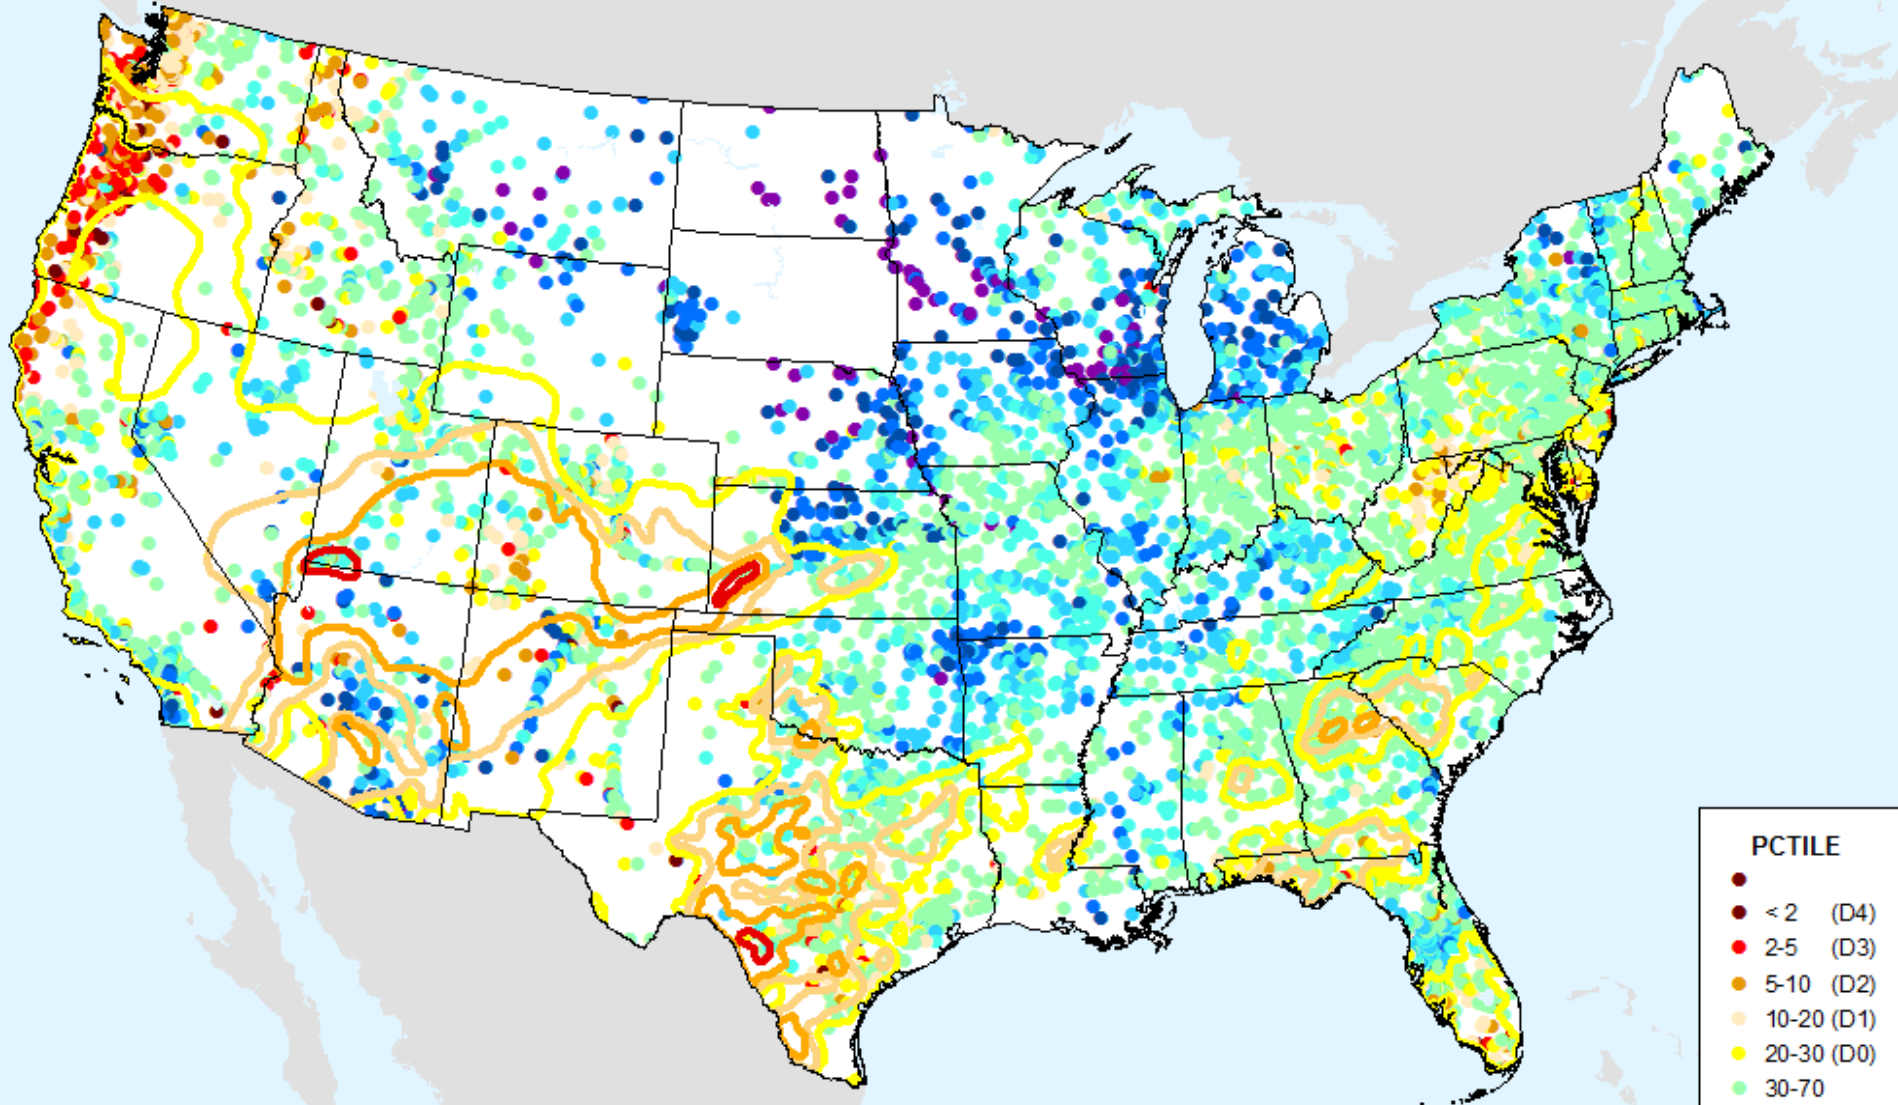 PCTILE
< 2 (D4)
2-5 (D3)
5-10 (D2)
10-20 (D1)
20-30 (D0)
30-70